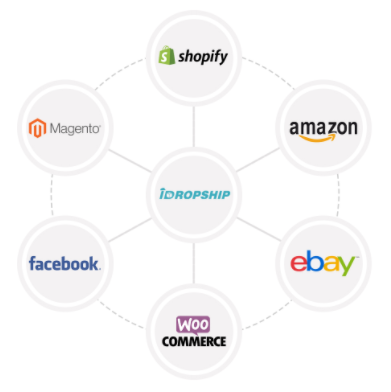 shopify
Magento
amazon
iDROPSHIP
facebook.
ebay
WOO
COMMERCE